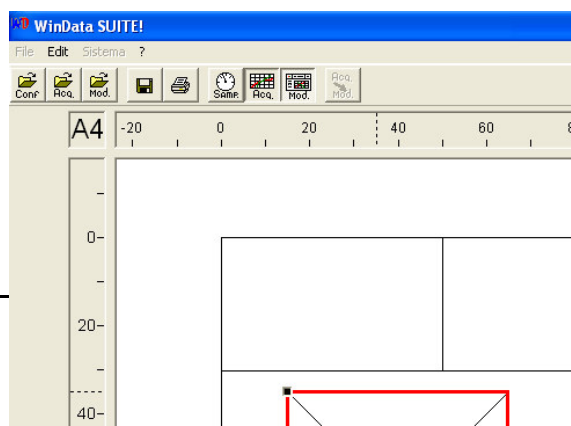 WinData SUITE!
File Edit Sistema ?
Conf Acq. Mod. Samp. Acq. Mod. Acq. Mod.
A4 -20 0 20 40 60
0
20
40